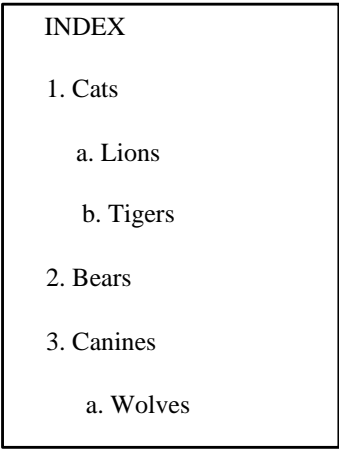 INDEX
1. Cats
a. Lions
b. Tigers
2. Bears
3. Canines
a. Wolves